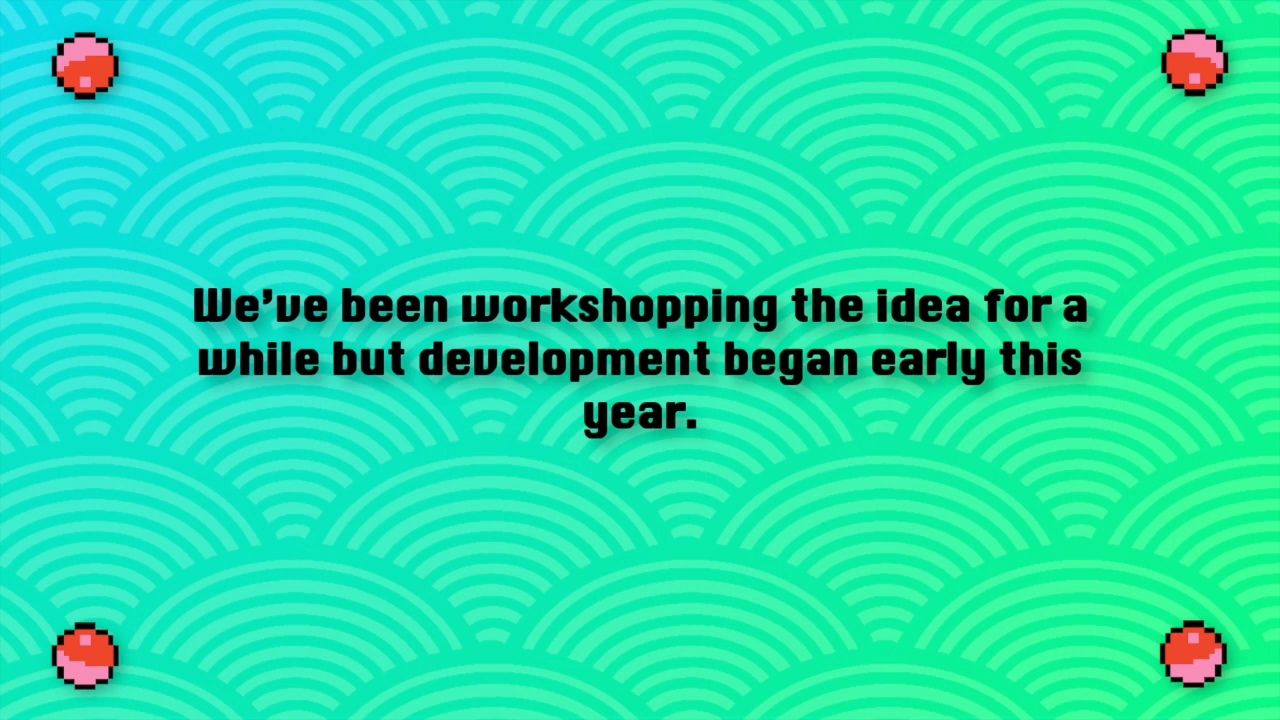 We've been workshopping the idea for a
while but development began early this
year.